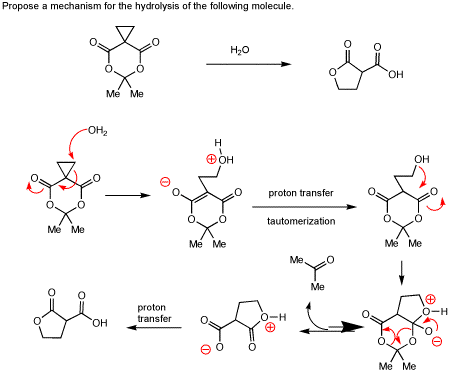 Propose a mechanism for the hydrolysis of the following molecule.
O O
O O
Me Me
H2O
O O
O OH
OH2
O O
O O
Me Me
H
⊖ ⊕ OH
O O
O O
Me Me
proton transfer
tautomerization
OH
O O
O O
Me Me
Me O
Me
O O
O OH
proton
transfer
O O-H
⊕
⊖ O O
⊕
O O-H
O O O
⊖
Me Me